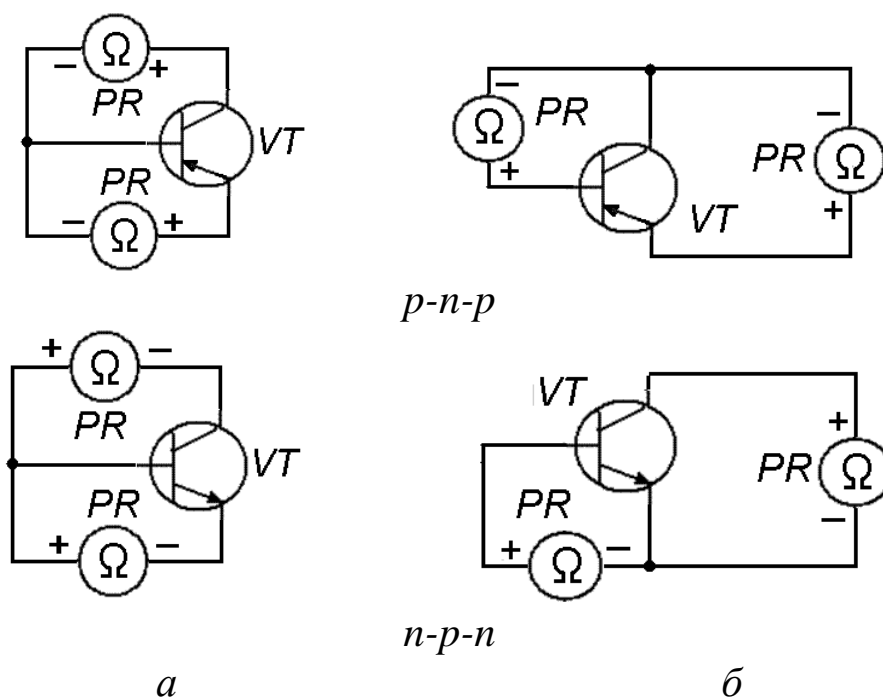 Ω Ω
− + − −
PR PR Ω
VT PR Ω
PR + VT +
− Ω +
p-n-p
+ Ω − VT
PR +
VT PR Ω
PR PR −
+ Ω − + Ω −
n-p-n
а б